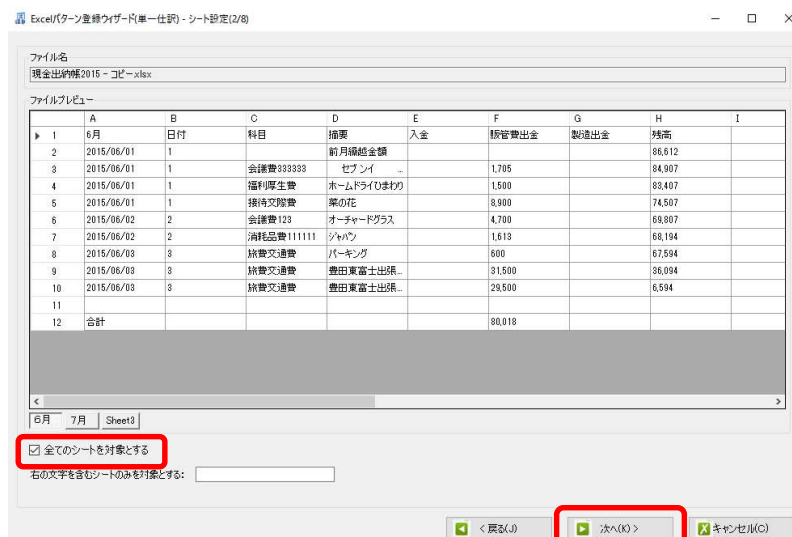 Excelパターン登録ウィザード(単一仕訳) - シート設定(2/8)
ファイル名
現金出納帳2015 - コピー.xlsx
ファイルプレビュー
A B C D E F G H I
1 6月 日付 科目 摘要 入金 販管費出金 製造出金 残高
2 2015/06/01 1 前月繰越金額 86,612
3 2015/06/01 1 会議費333333 セブンイ ... 1,705 84,907
4 2015/06/01 1 福利厚生費 ホームドライひまわり 1,500 83,407
5 2015/06/01 1 接待交際費 菜の花 8,900 74,507
6 2015/06/02 2 会議費123 オーチャードグラス 4,700 69,807
7 2015/06/02 2 消耗品費111111 ジャパン 1,613 68,194
8 2015/06/03 3 旅費交通費 パーキング 600 67,594
9 2015/06/03 3 旅費交通費 豊田東富士出張... 31,500 36,094
10 2015/06/03 3 旅費交通費 豊田東富士出張... 29,500 6,594
11
12 合計 80,018
6月 7月 Sheet3
全てのシートを対象とする
右の文字を含むシートのみを対象とする:
< 戻る(J) 次へ(K) > キャンセル(C)